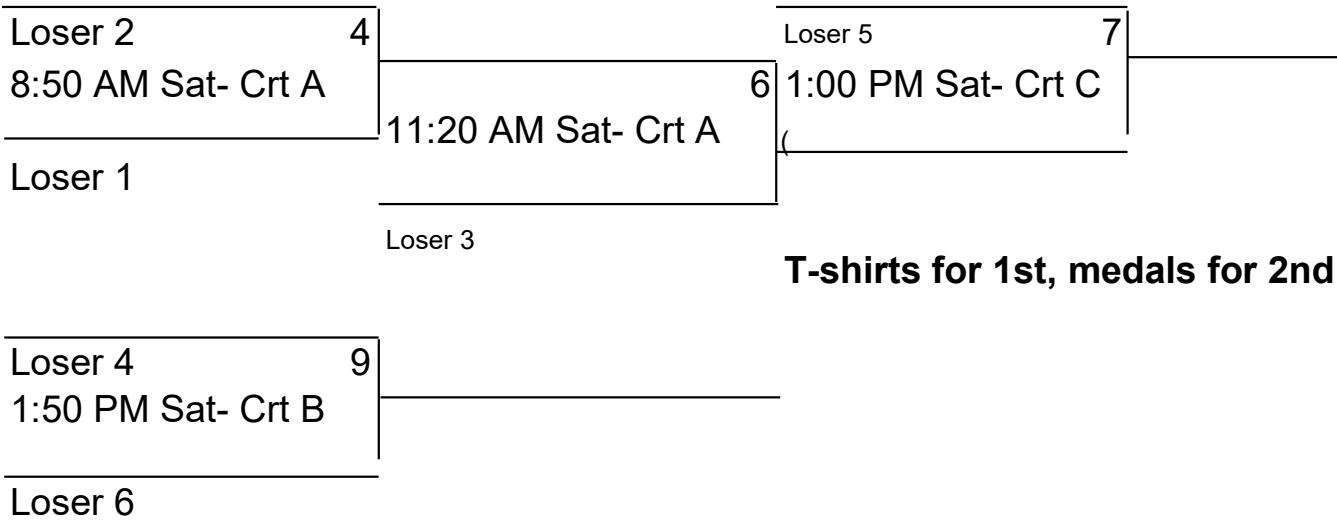 Loser 2 4
8:50 AM Sat- Crt A
Loser 1
6
11:20 AM Sat- Crt A
Loser 3
Loser 5 7
1:00 PM Sat- Crt C
(
T-shirts for 1st, medals for 2nd
Loser 4 9
1:50 PM Sat- Crt B
Loser 6